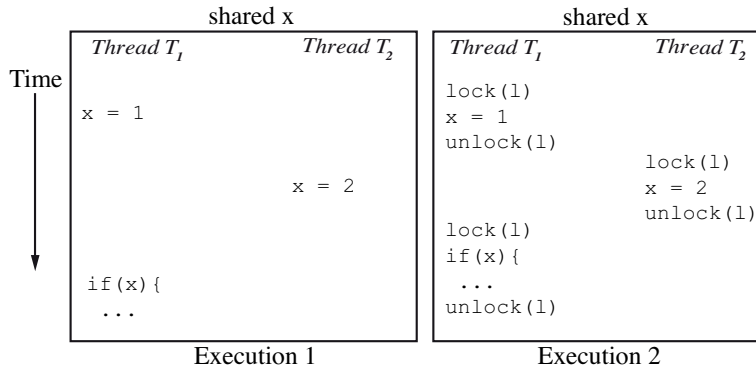 shared x
Thread T1
Thread T2
Time
x = 1
x = 2
if(x){
...
Execution 1
shared x
Thread T1
Thread T2
lock(l)
x = 1
unlock(l)
lock(l)
x = 2
unlock(l)
lock(l)
if(x){
...
unlock(l)
Execution 2